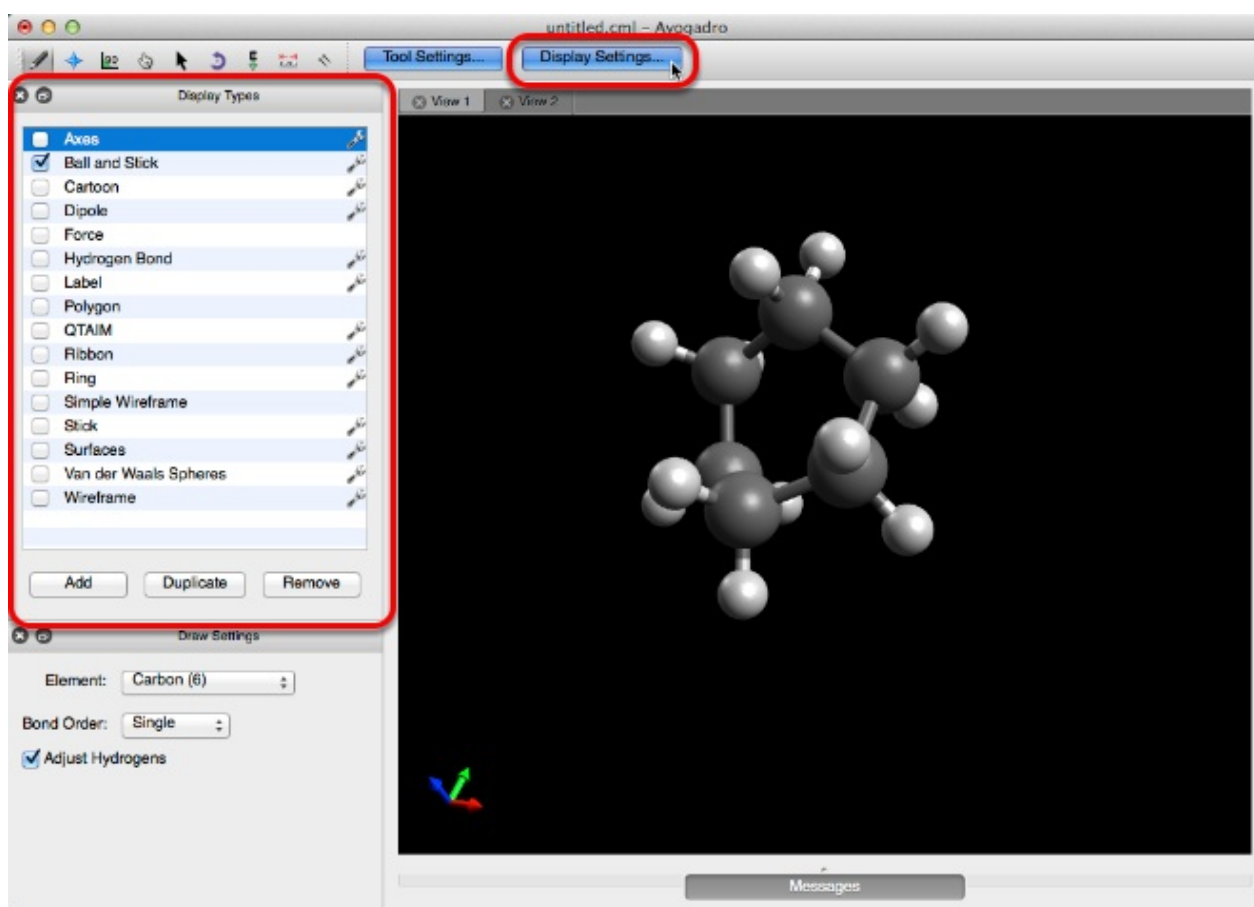 untitled.cml - Avogadro
Tool Settings...
Display Settings...
Display Types
View 1
View 2
Axes
Ball and Stick
Cartoon
Dipole
Force
Hydrogen Bond
Label
Polygon
QTAIM
Ribbon
Ring
Simple Wireframe
Stick
Surfaces
Van der Waals Spheres
Wireframe
Add
Duplicate
Remove
Draw Settings
Element: Carbon (6)
Bond Order: Single
Adjust Hydrogens
Messages